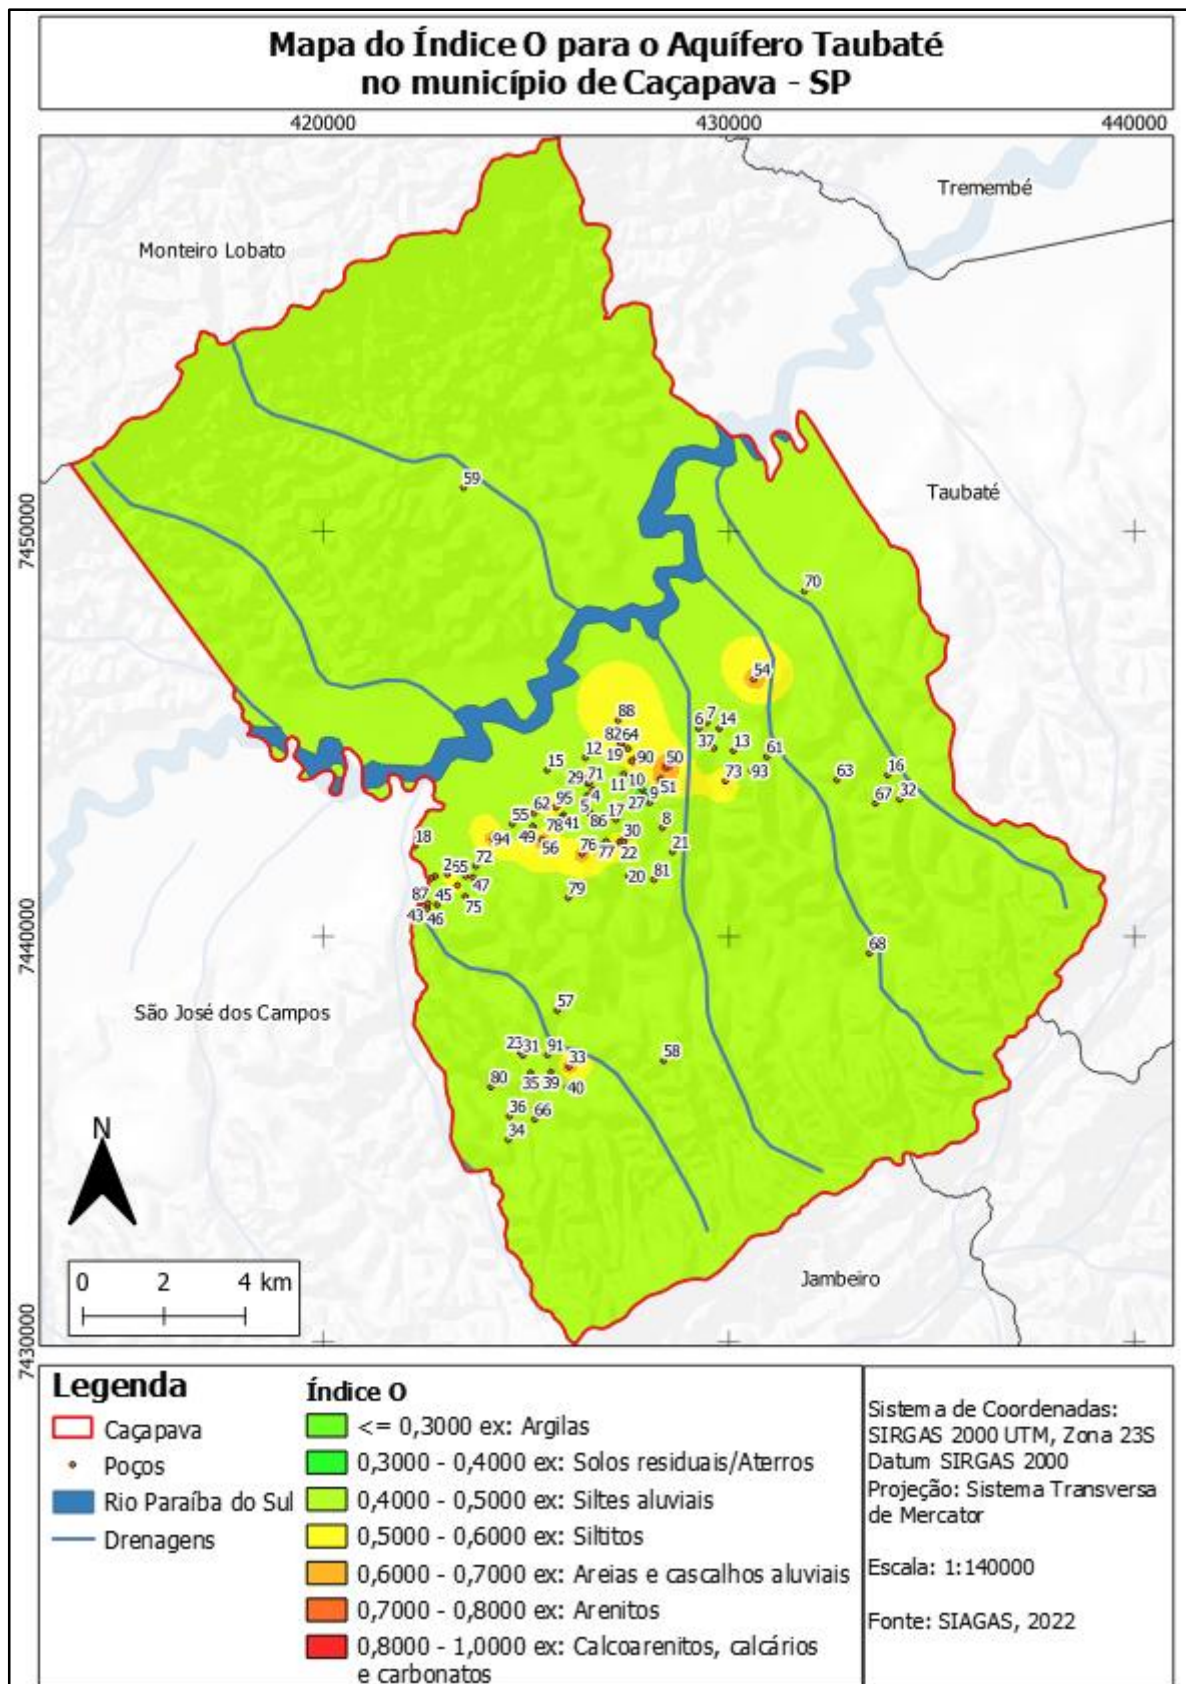 Mapa do Índice O para o Aquífero Taubaté
no município de Caçapava - SP
420000 430000 440000
Tremembé
Monteiro Lobato
59
Taubaté
7450000
70
54
88
6 7 14
82 64
37 13
12 19 90 50 61
15 16
29 71 11 10 73 93 63
51 32
95 4 9 67
62 5 27
55 17
78 41 86 30 8
18 49
94 56 76 21
72 77 22
2 65
20 81
87 47
45 79
43 46 75
7440000
68
São José dos Campos
57
23 31 91
33 58
80 35 39 40
36 66
34
N
0 2 4 km
Jambeiro
7430000
Legenda
Caçapava
Poços
Rio Paraíba do Sul
Drenagens
Índice O
<= 0,3000 ex: Argilas
0,3000 - 0,4000 ex: Solos residuais/Aterros
0,4000 - 0,5000 ex: Siltes aluviais
0,5000 - 0,6000 ex: Siltitos
0,6000 - 0,7000 ex: Areias e cascalhos aluviais
0,7000 - 0,8000 ex: Arenitos
0,8000 - 1,0000 ex: Calcoarenitos, calcários
e carbonatos
Sistema de Coordenadas:
SIRGAS 2000 UTM, Zona 23S
Datum SIRGAS 2000
Projeção: Sistema Transversa
de Mercator
Escala: 1:140000
Fonte: SIAGAS, 2022